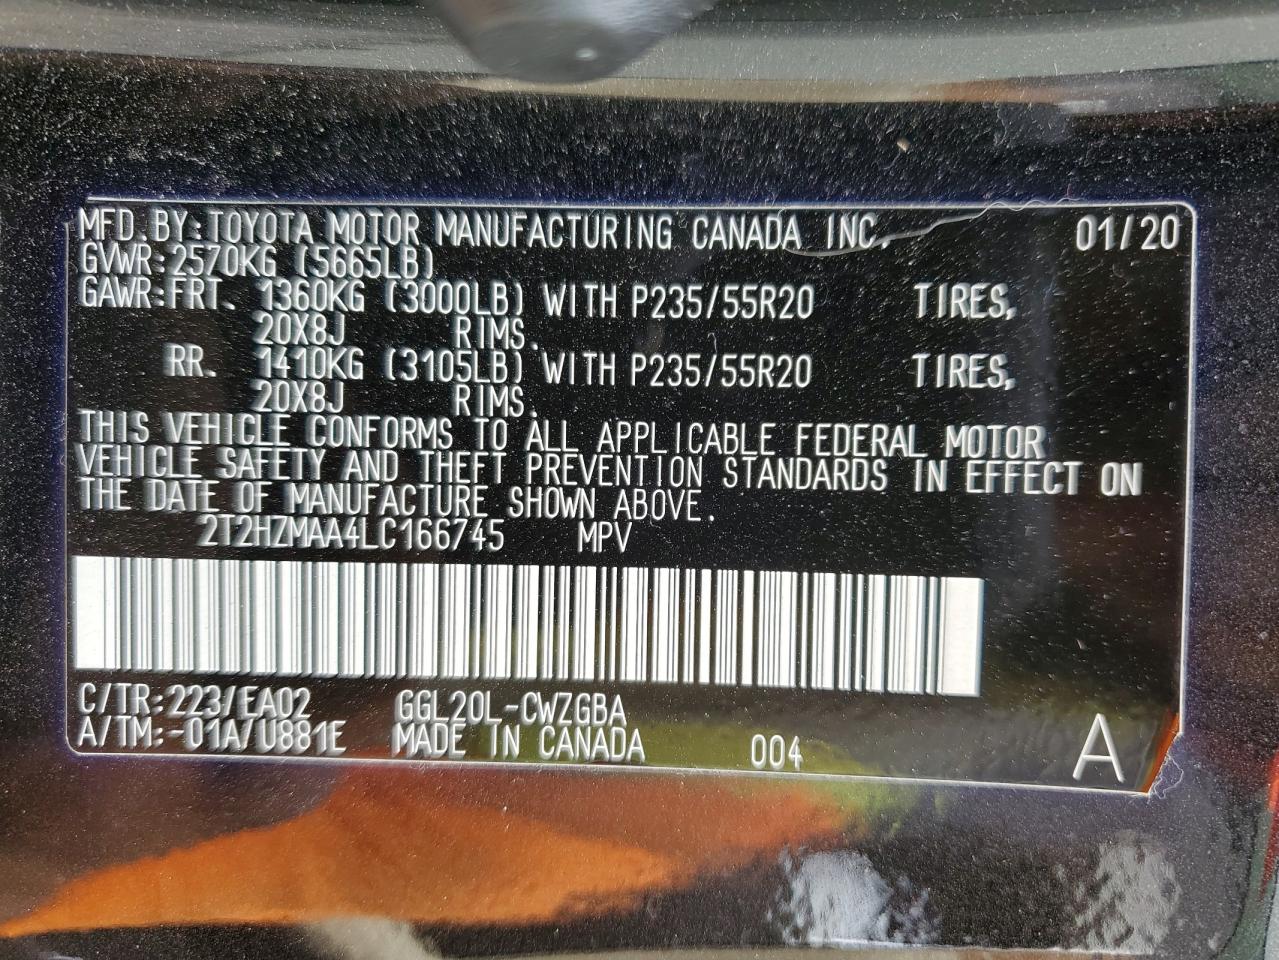 MFD.BY:TOYOTA MOTOR MANUFACTURING CANADA INC. 01/20
GVWR:2570KG (5665LB)
GAWR:FRT. 1360KG (3000LB) WITH P235/55R20 TIRES,
20X8J RIMS.
RR. 1410KG (3105LB) WITH P235/55R20 TIRES,
20X8J RIMS.
THIS VEHICLE CONFORMS TO ALL APPLICABLE FEDERAL MOTOR
VEHICLE SAFETY AND THEFT PREVENTION STANDARDS IN EFFECT ON
THE DATE OF MANUFACTURE SHOWN ABOVE.
2T2HZMAA4LC166745 MPV
C/TR:223/EA02 GGL20L-CWZGBA
A/TM:-01A/U881E MADE IN CANADA 004 A